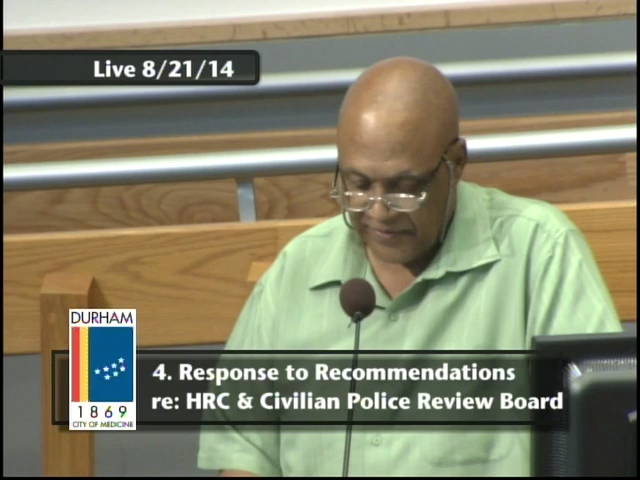 Live 8/21/14
DURHAM
1869
CITY OF MEDICINE
4. Response to Recommendations
re: HRC & Civilian Police Review Board